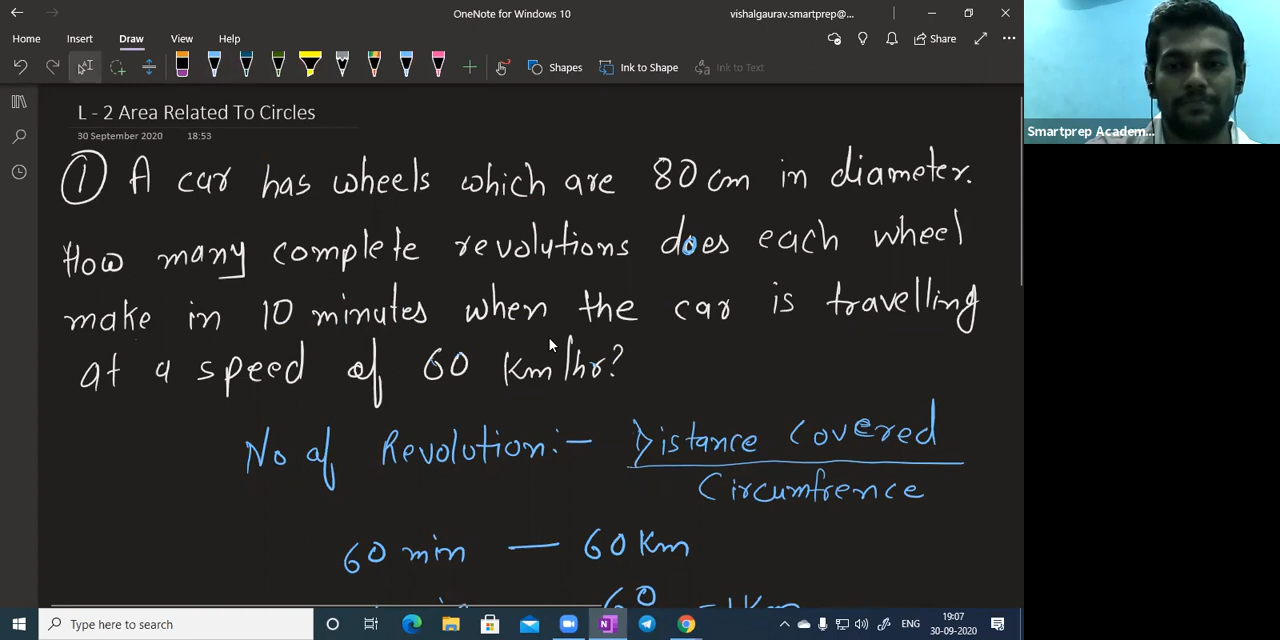 OneNote for Windows 10
vishalgaurav.smartprep@...
Home Insert Draw View Help
Share
Shapes
Ink to Shape
Ink to Text
L - 2 Area Related To Circles
30 September 2020 18:53
Smartprep Academ...
① A car has wheels which are 80 cm in diameter.
How many complete revolutions does each wheel
make in 10 minutes when the car is travelling
at a speed of 60 Km/hr?
No of Revolution:- Distance Covered
Circumfrence
60 min — 60 Km
60 = 1 Km
Type here to search
ENG
19:07
30-09-2020